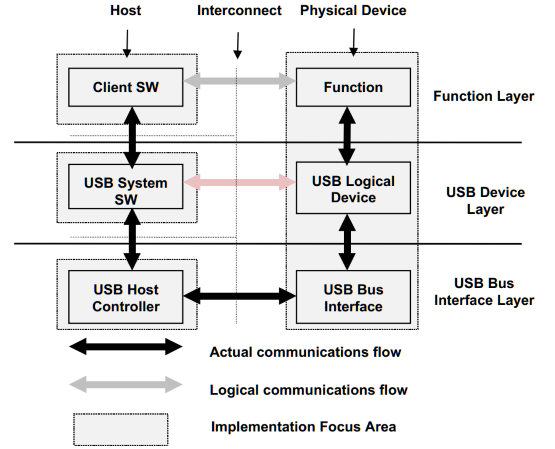 Host Interconnect Physical Device
Client SW
Function
Function Layer
USB System
SW
USB Logical
Device
USB Device
Layer
USB Host
Controller
USB Bus
Interface
USB Bus
Interface Layer
Actual communications flow
Logical communications flow
Implementation Focus Area